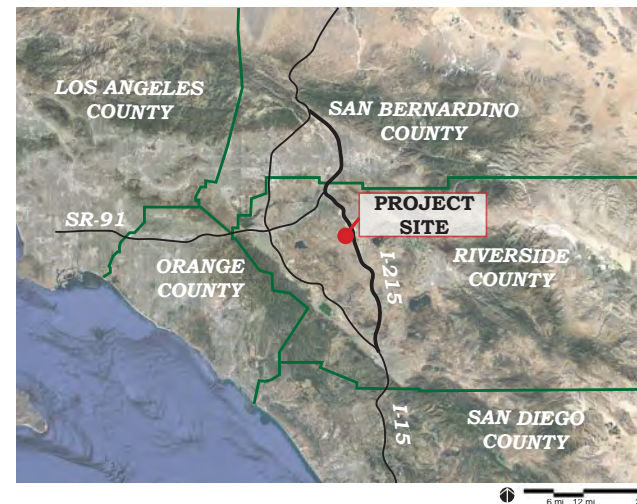 LOS ANGELES
COUNTY
SAN BERNARDINO
COUNTY
SR-91
PROJECT
SITE
ORANGE
COUNTY
I-215
RIVERSIDE
COUNTY
I-15
SAN DIEGO
COUNTY
6 mi 12 mi